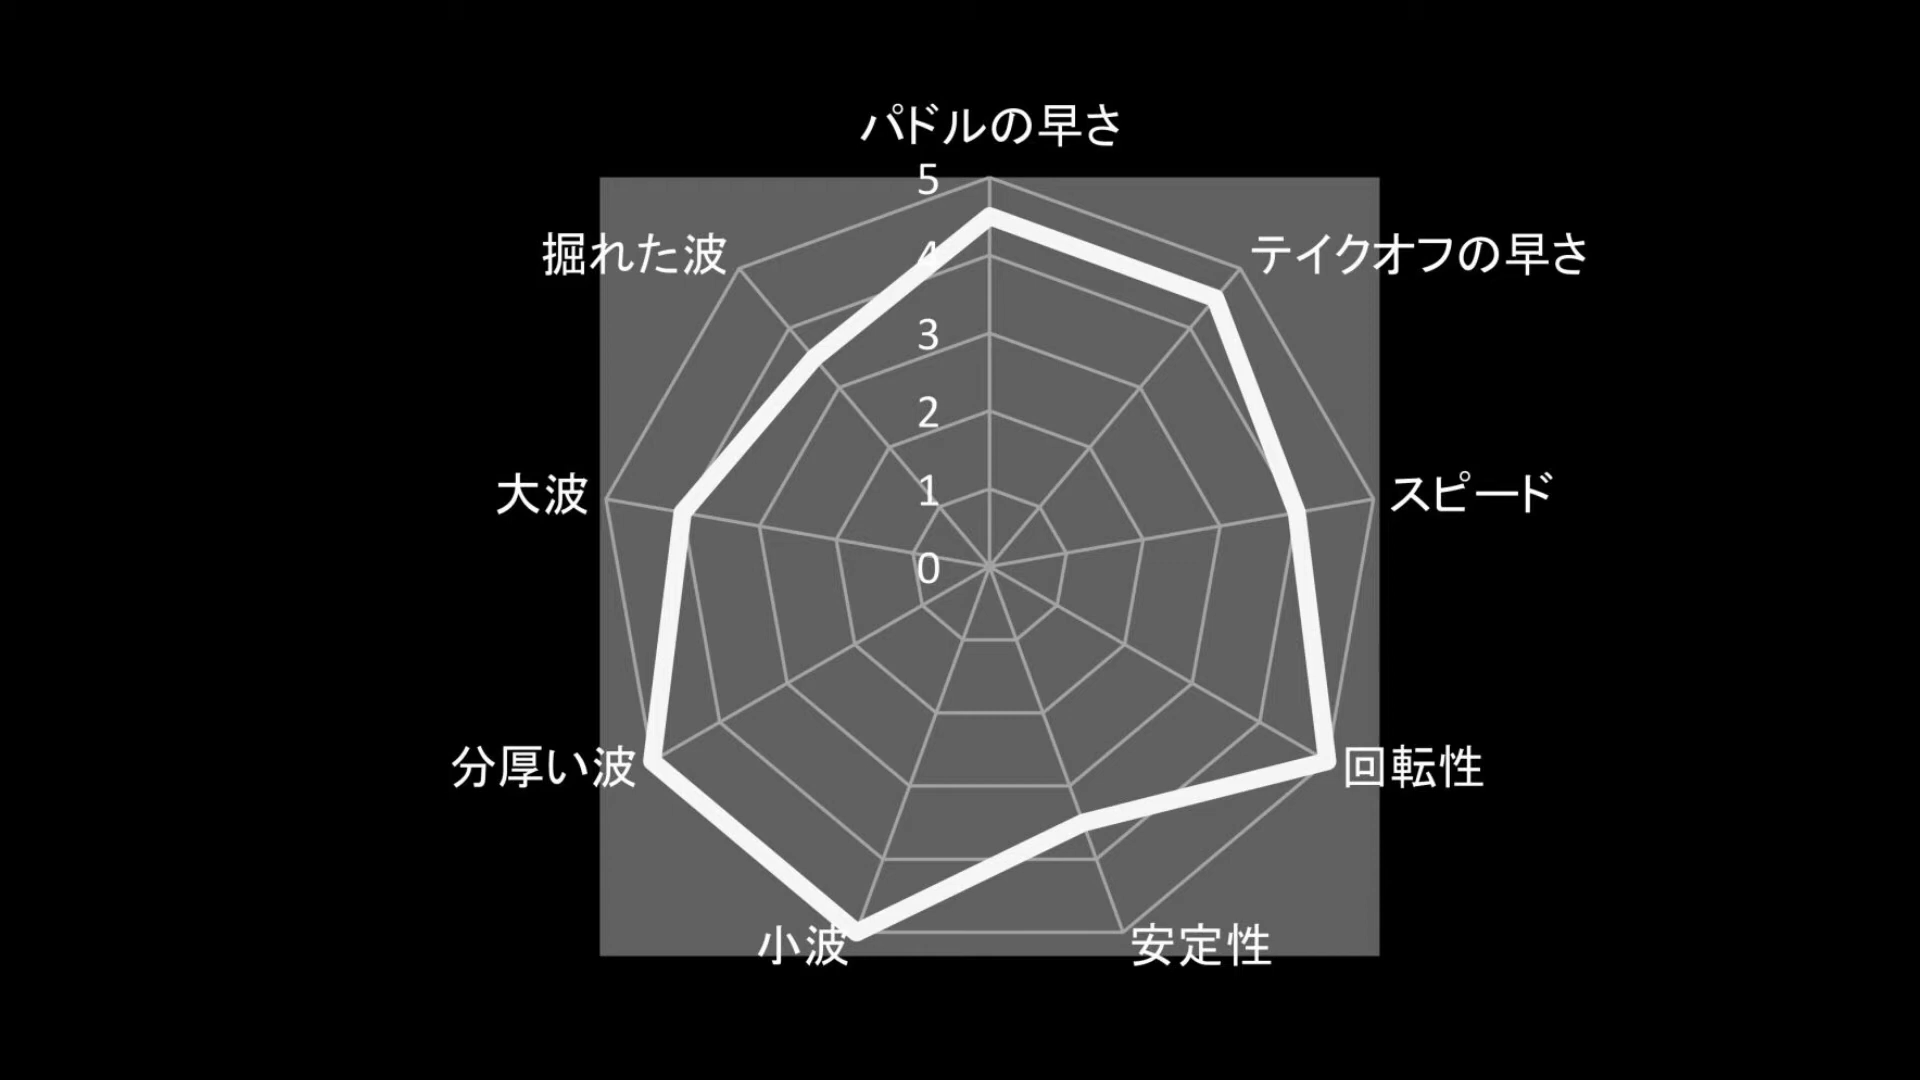 パドルの早さ
5
掘れた波
4
テイクオフの早さ
3
2
大波
1
スピード
0
分厚い波
回転性
小波
安定性